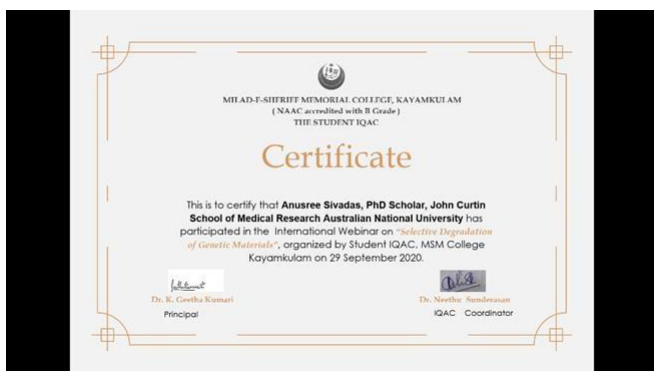 MILAD-E-SHERIEF MEMORIAL COLLEGE, KAYAMKULAM
( NAAC accredited with B Grade )
THE STUDENT IQAC
Certificate
This is to certify that Anusree Sivadas, PhD Scholar, John Curtin
School of Medical Research Australian National University has
participated in the International Webinar on "Selective Degradation
of Genetic Materials", organized by Student IQAC, MSM College
Kayamkulam on 29 September 2020.
Dr. K. Geetha Kumari
Principal
Dr. Neethu Sunderasan
IQAC Coordinator